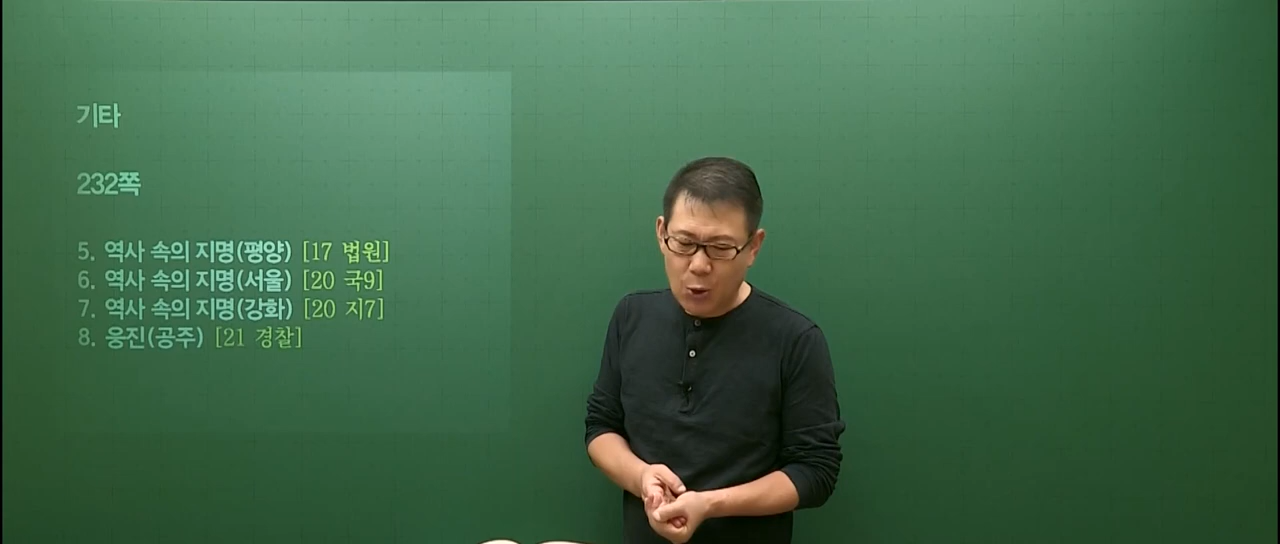 기타
232쪽
5. 역사 속의 지명(평양) [17 법원]
6. 역사 속의 지명(서울) [20 국9]
7. 역사 속의 지명(강화) [20 지7]
8. 웅진(공주) [21 경찰]